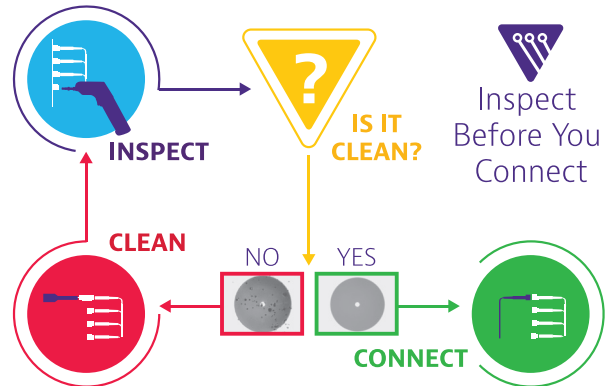 INSPECT
?
IS IT
CLEAN?
Inspect
Before You
Connect
CLEAN
NO
YES
CONNECT